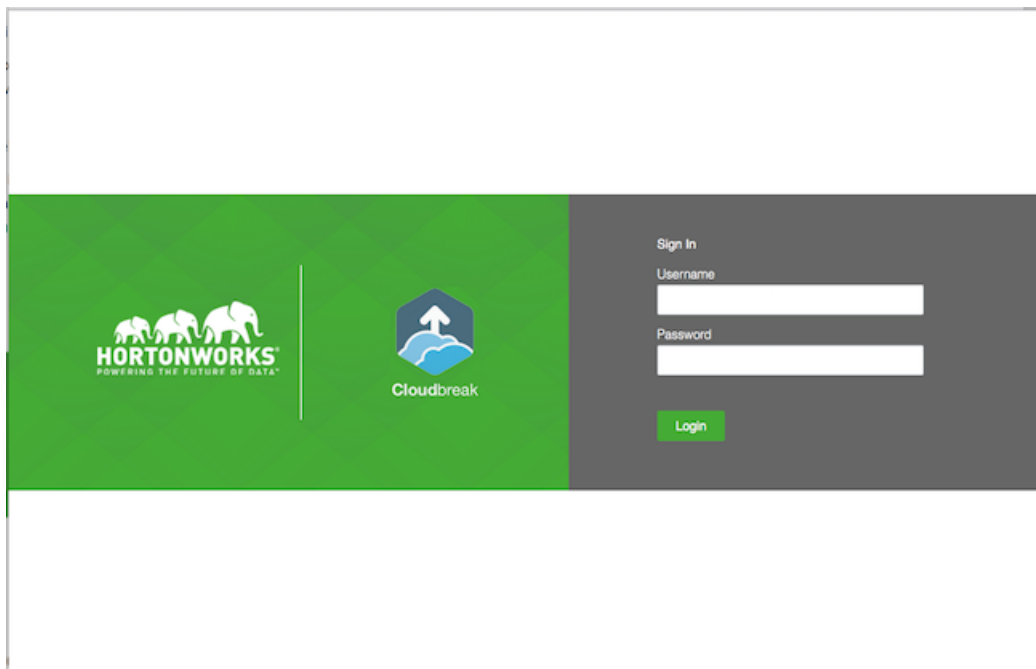 HORTONWORKS®
POWERING THE FUTURE OF DATA™
Cloudbreak
Sign In
Username
Password
Login